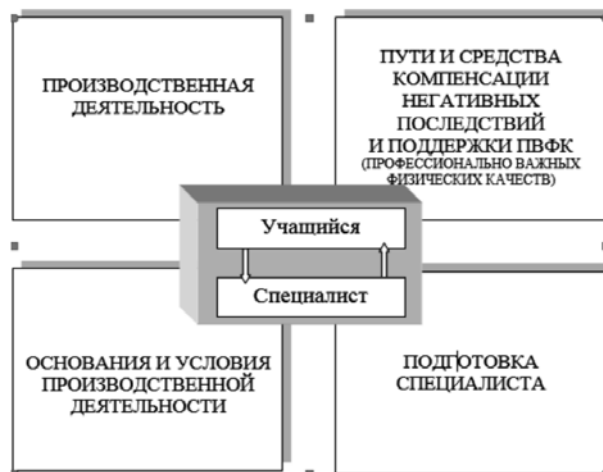 ПРОИЗВОДСТВЕННАЯ
ДЕЯТЕЛЬНОСТЬ
ПУТИ И СРЕДСТВА
КОМПЕНСАЦИИ
НЕГАТИВНЫХ
ПОСЛЕДСТВИЙ
И ПОДДЕРЖКИ ПВФК
(ПРОФЕССИОНАЛЬНО ВАЖНЫХ
ФИЗИЧЕСКИХ КАЧЕСТВ)
Учащийся
Специалист
ОСНОВАНИЯ И УСЛОВИЯ
ПРОИЗВОДСТВЕННОЙ
ДЕЯТЕЛЬНОСТИ
ПОДГОТОВКА
СПЕЦИАЛИСТА